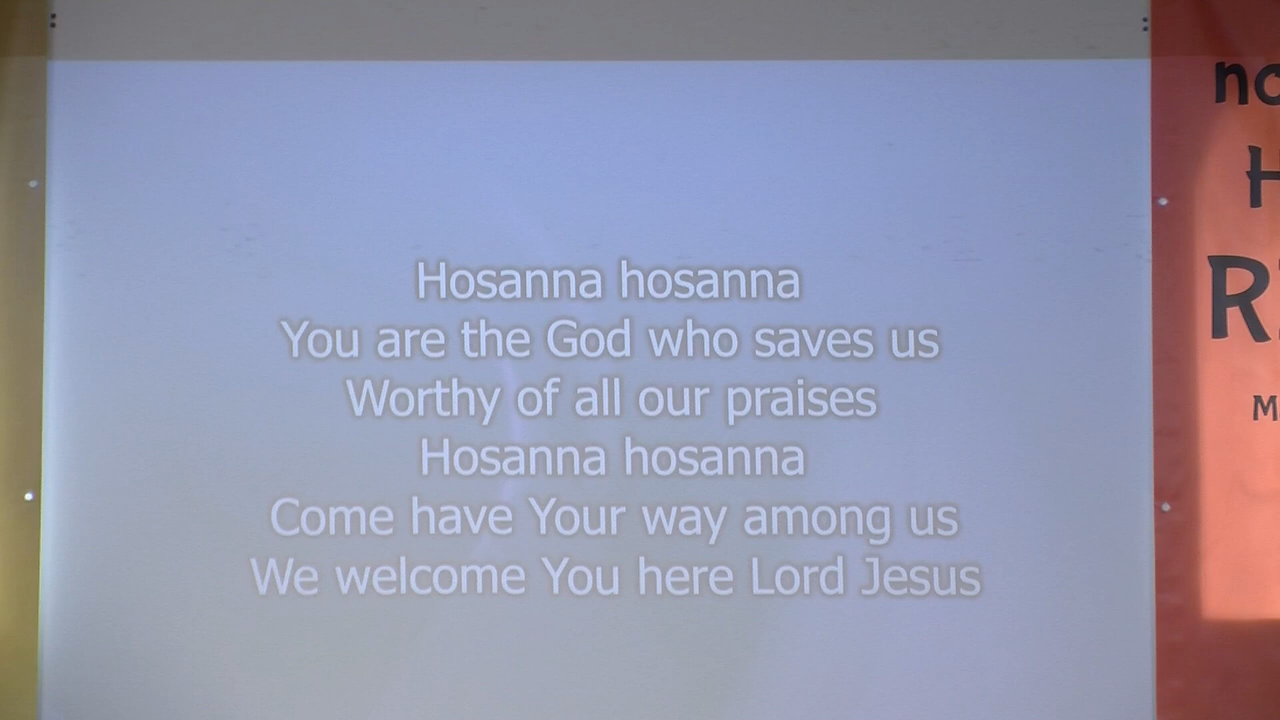 Hosanna hosanna
You are the God who saves us
Worthy of all our praises
Hosanna hosanna
Come have Your way among us
We welcome You here Lord Jesus